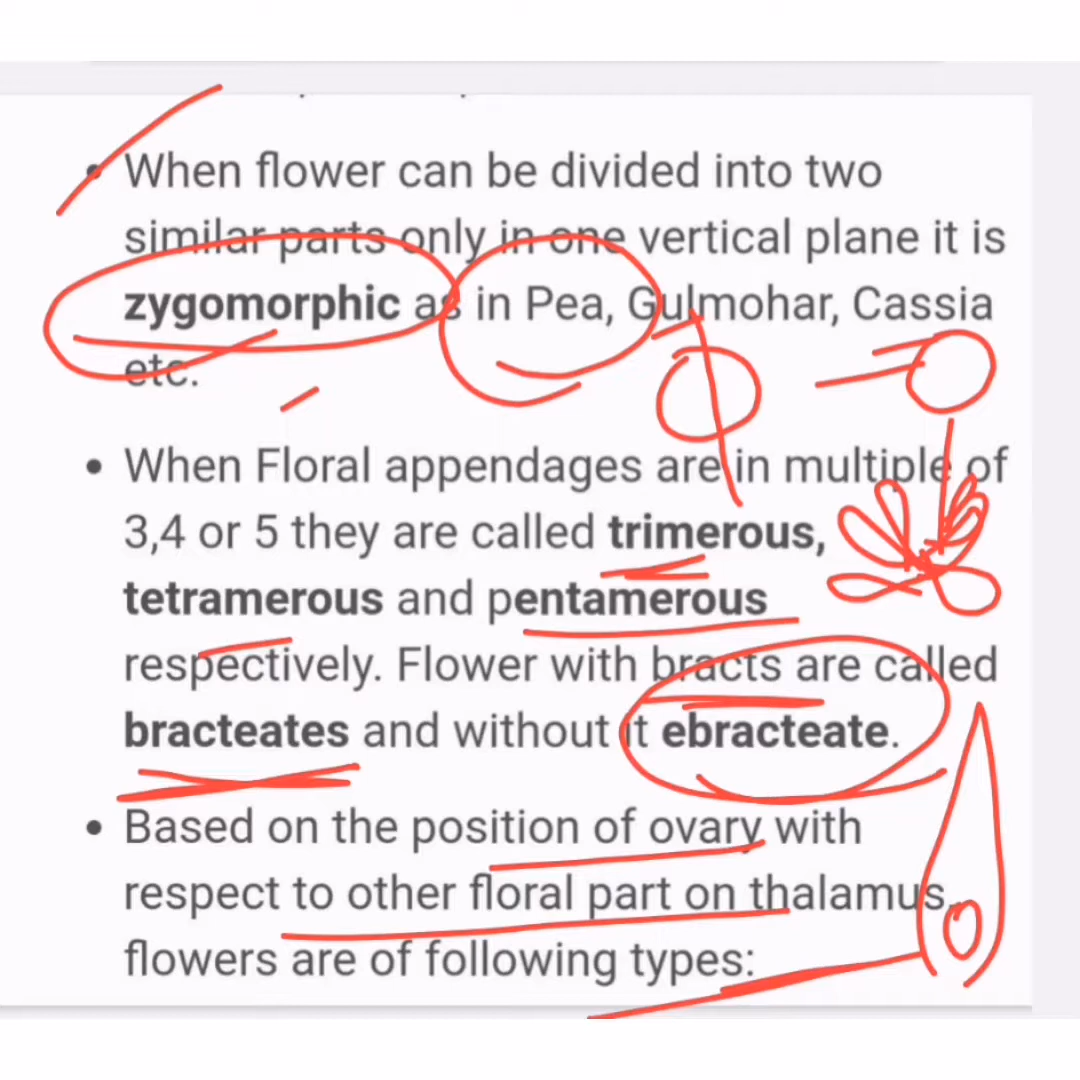 When flower can be divided into two
similar parts only in one vertical plane it is
zygomorphic as in Pea, Gulmohar, Cassia
etc.
When Floral appendages are in multiple of
3,4 or 5 they are called trimerous,
tetramerous and pentamerous
respectively. Flower with bracts are called
bracteates and without it ebracteate.
Based on the position of ovary with
respect to other floral part on thalamus,
flowers are of following types: